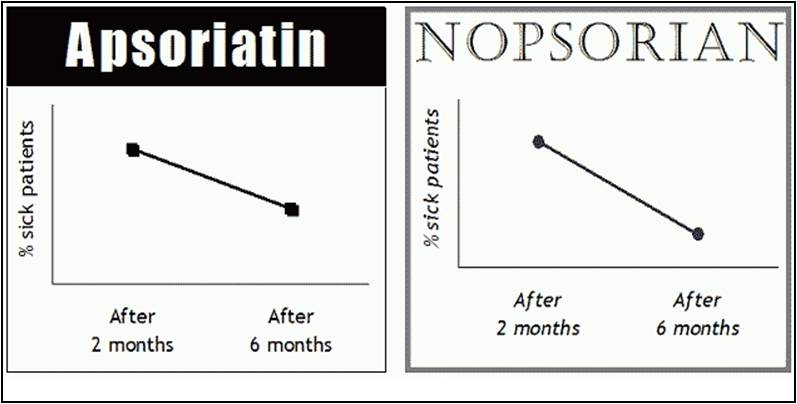 Apsoriatin
% sick patients
After
2 months
After
6 months
NOPSORIAN
% sick patients
After
2 months
After
6 months